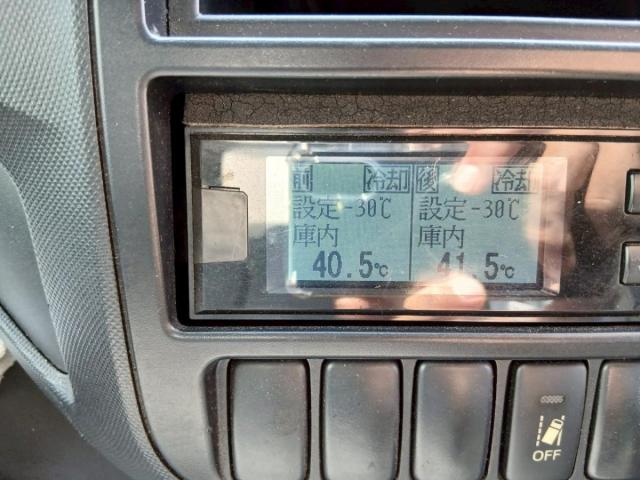 前 冷却 後 冷却
設定-30℃ 設定-30℃
庫内 庫内
40.5℃ 41.5℃
OFF